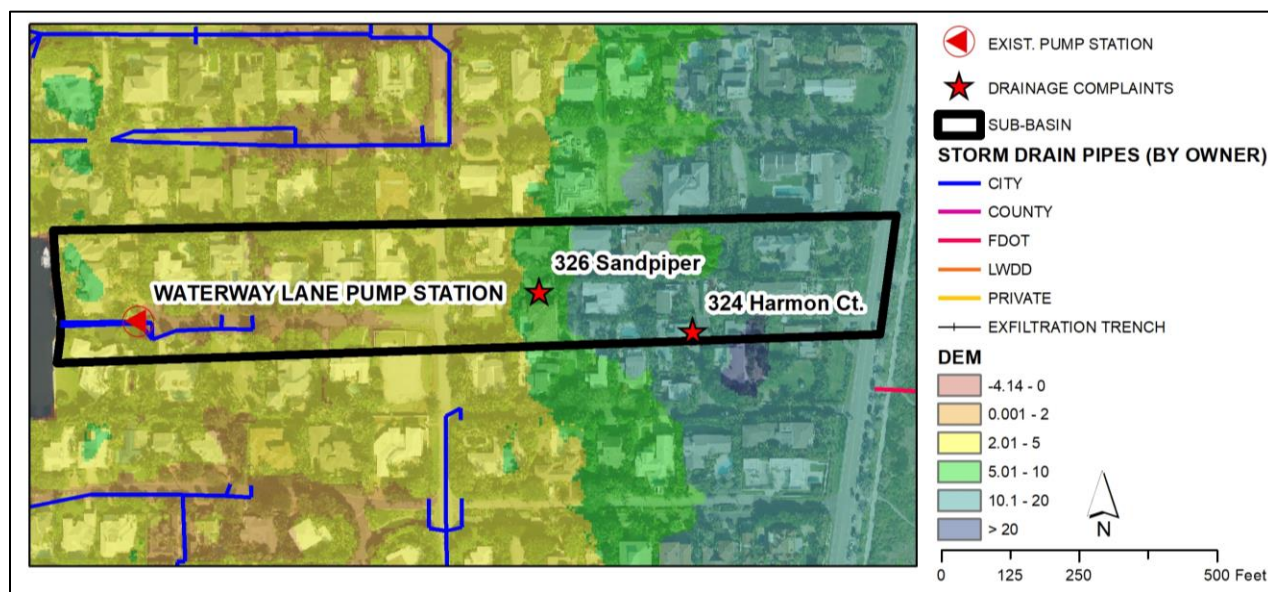 326 Sandpiper
WATERWAY LANE PUMP STATION
324 Harmon Ct.
EXIST. PUMP STATION
DRAINAGE COMPLAINTS
SUB-BASIN
STORM DRAIN PIPES (BY OWNER)
CITY
COUNTY
FDOT
LWDD
PRIVATE
EXFILTRATION TRENCH
DEM
-4.14 - 0
0.001 - 2
2.01 - 5
5.01 - 10
10.1 - 20
> 20
N
0 125 250 500 Feet